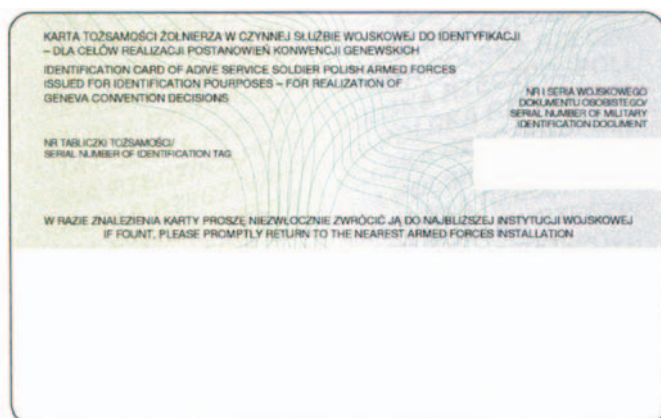 KARTA TOŻSAMOŚCI ŻOŁNIERZA W CZYNNEJ SŁUŻBIE WOJSKOWEJ DO IDENTYFIKACJI
– DLA CELÓW REALIZACJI POSTANOWIEŃ KONWENCJI GENEWSKICH
IDENTIFICATION CARD OF ADIVE SERVICE SOLDIER POLISH ARMED FORCES
ISSUED FOR IDENTIFICATION POURPOSES – FOR REALIZATION OF
GENEVA CONVENTION DECISIONS
NR I SERIA WOJSKOWEGO
DOKUMENTU OSOBISTEGO/
SERIAL NUMBER OF MILITARY
IDENTIFICATION DOCUMENT
NR TABLICZKI TOŻSAMOŚCI/
SERIAL NUMBER OF IDENTIFICATION TAG
W RAZIE ZNALEZIENIA KARTY PROSZĘ NIEZWŁOCZNIE ZWRÓCIĆ JĄ DO NAJBLIŻSZEJ INSTYTUCJI WOJSKOWEJ
IF FOUNT, PLEASE PROMPTLY RETURN TO THE NEAREST ARMED FORCES INSTALLATION